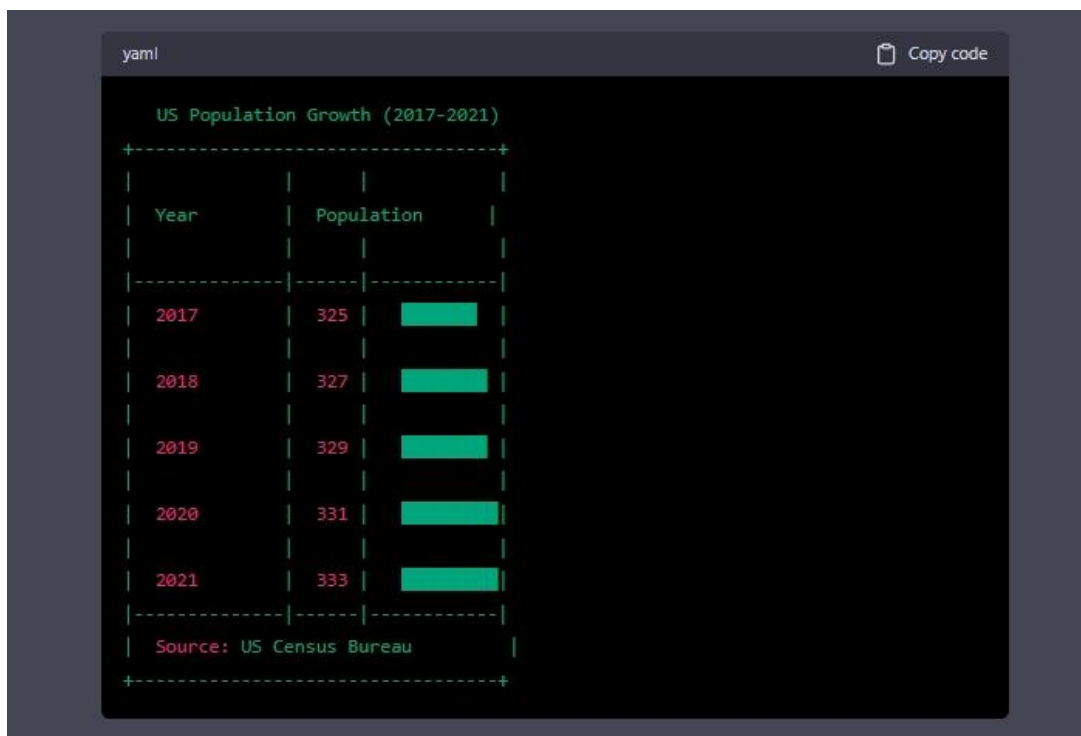 yaml Copy code
US Population Growth (2017-2021)
Year Population
2017 325
2018 327
2019 329
2020 331
2021 333
Source: US Census Bureau